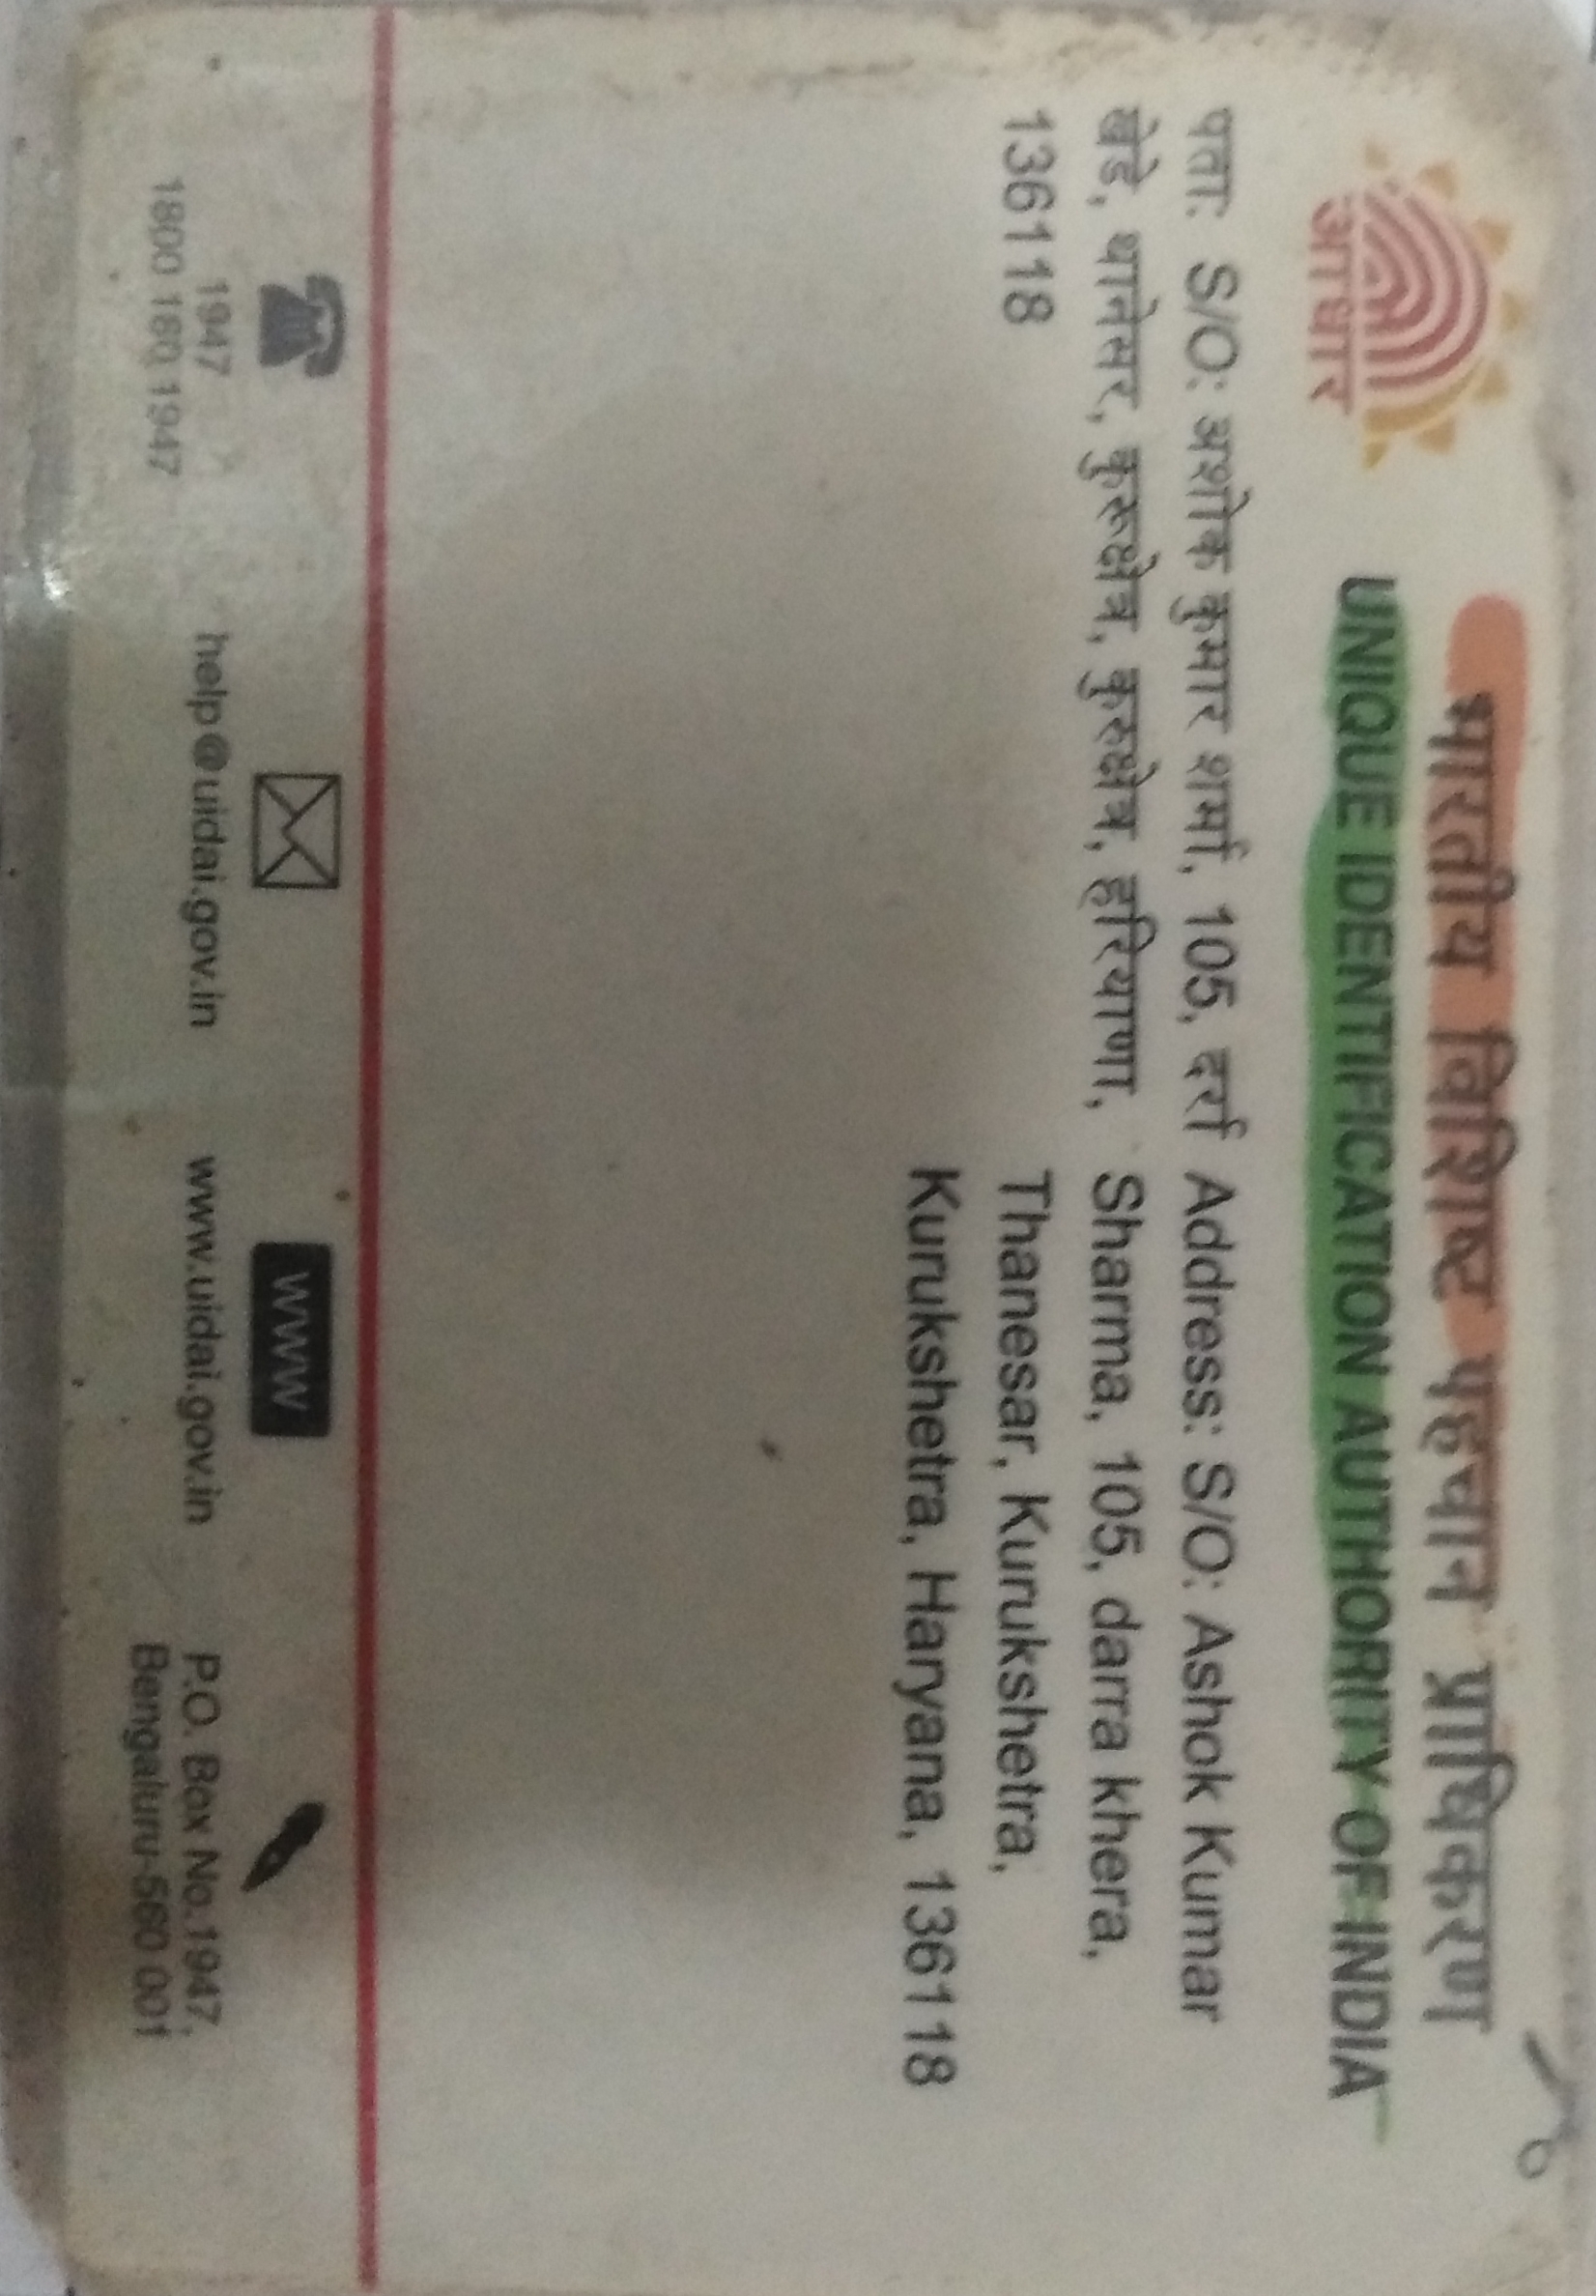 आधार
भारतीय विशिष्ट पहचान प्राधिकरण
UNIQUE IDENTIFICATION AUTHORITY OF INDIA
पता: S/O: अशोक कुमार शर्मा, 105, दर्रा
खेड़े, थानेसर, कुरूक्षेत्र, कुरुक्षेत्र, हरियाणा,
136118
Address: S/O: Ashok Kumar
Sharma, 105, darra khera,
Thanesar, Kurukshetra,
Kurukshetra, Haryana, 136118
1947
1800 180 1947
help@uidai.gov.in
WWW
www.uidai.gov.in
P.O. Box No.1947,
Bengaluru-560 001